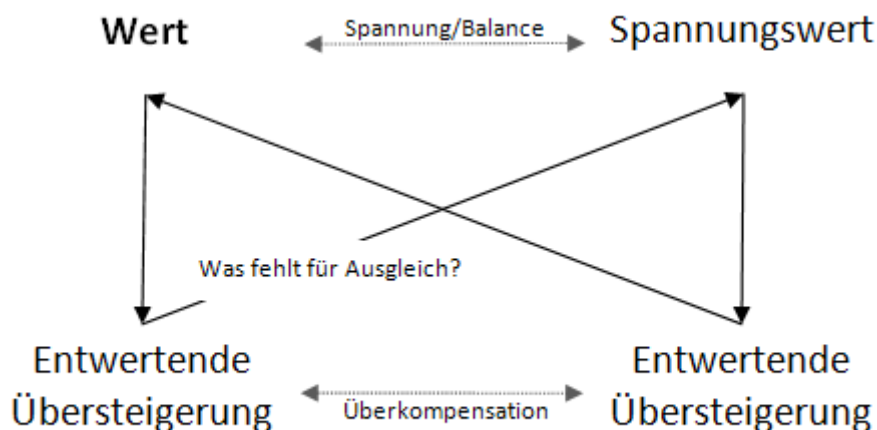 Wert
Spannung/Balance
Spannungswert
Was fehlt für Ausgleich?
Entwertende
Übersteigerung
Überkompensation
Entwertende
Übersteigerung